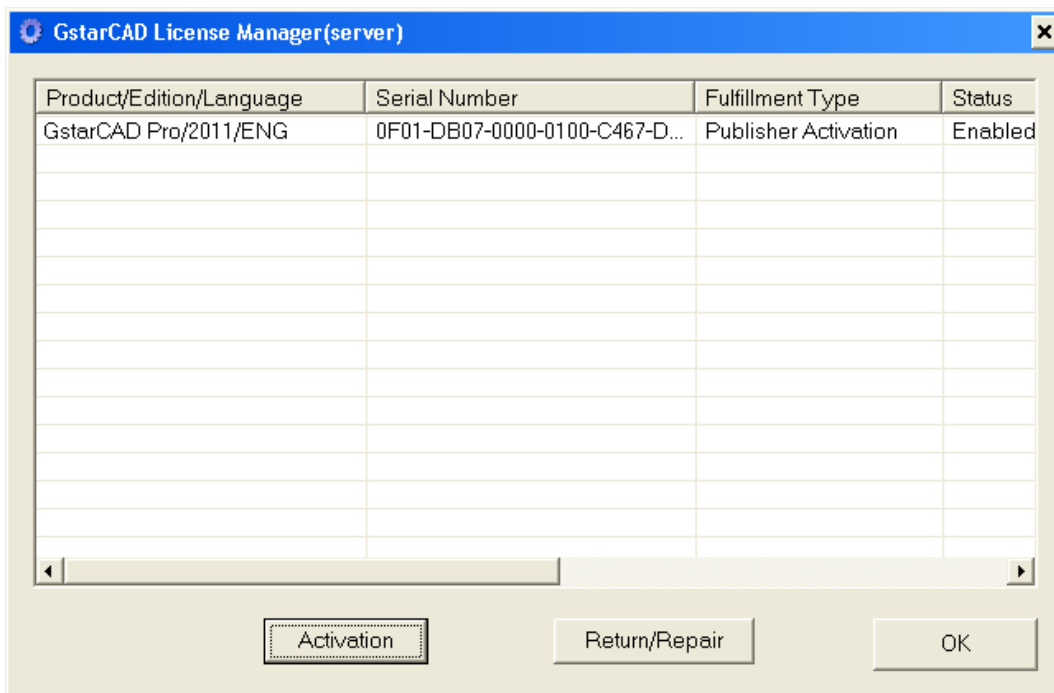 GstarCAD License Manager(server)
Product/Edition/Language Serial Number Fulfillment Type Status
GstarCAD Pro/2011/ENG 0F01-DB07-0000-0100-C467-D... Publisher Activation Enabled
Activation Return/Repair OK